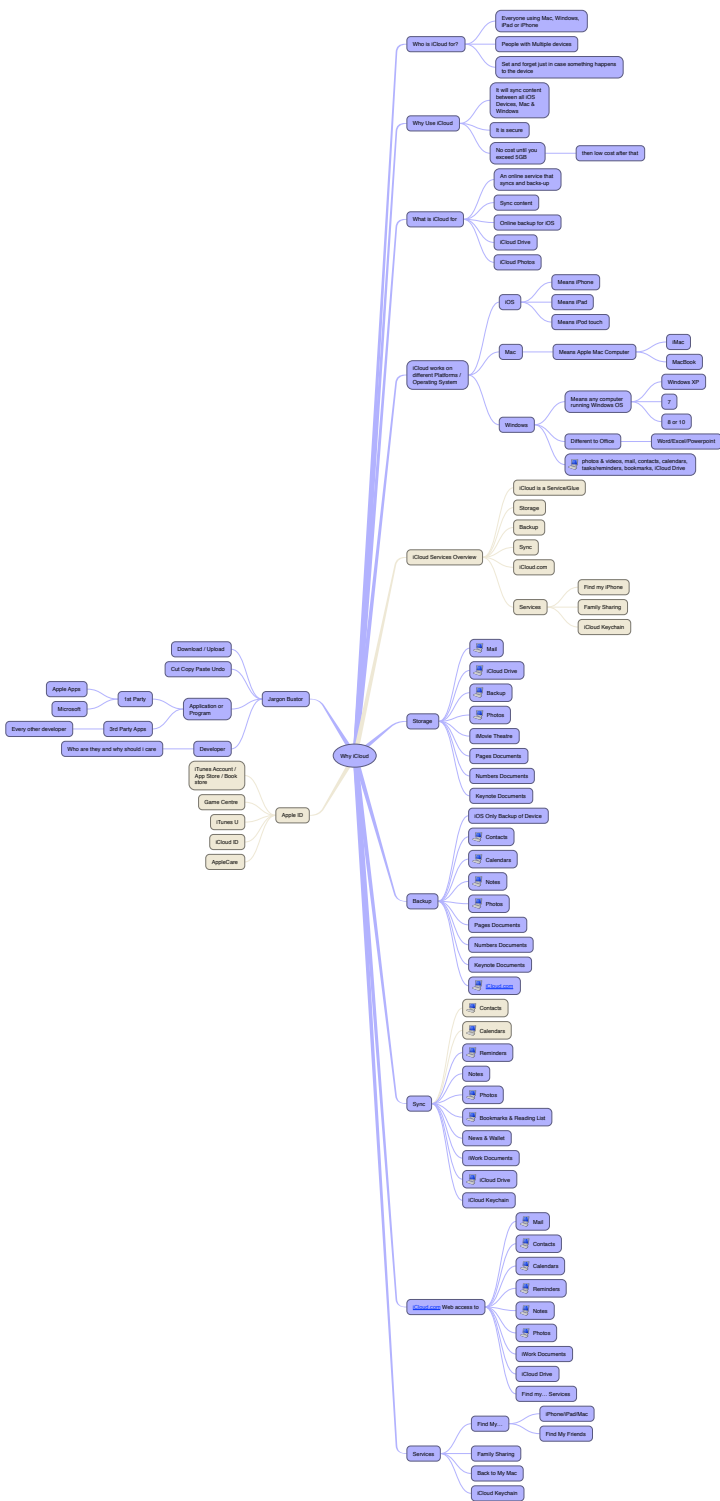 Who is iCloud for?
Everyone using Mac, Windows,
iPad or iPhone
People with Multiple devices
Set and forget just in case something happens
to the device
Why Use iCloud
It will sync content
between all iOS
Devices, Mac &
Windows
It is secure
No cost until you
exceed 5GB
then low cost after that
What is iCloud for
An online service that
syncs and backs-up
Sync content
Online backup for iOS
iCloud Drive
iCloud Photos
iCloud works on
different Platforms /
Operating System
iOS
Means iPhone
Means iPad
Means iPod touch
Mac
Means Apple Mac Computer
iMac
MacBook
Windows
Means any computer
running Windows OS
Windows XP
7
8 or 10
Different to Office
Word/Excel/Powerpoint
photos & videos, mail, contacts, calendars,
tasks/reminders, bookmarks, iCloud Drive
iCloud Services Overview
iCloud is a Service/Glue
Storage
Backup
Sync
iCloud.com
Services
Find my iPhone
Family Sharing
iCloud Keychain
Why iCloud
Jargon Bustor
Download / Upload
Cut Copy Paste Undo
Application or
Program
1st Party
Apple Apps
Microsoft
3rd Party Apps
Every other developer
Developer
Who are they and why should i care
Apple ID
iTunes Account /
App Store / Book
store
Game Centre
iTunes U
iCloud ID
AppleCare
Storage
Mail
iCloud Drive
Backup
Photos
iMovie Theatre
Pages Documents
Numbers Documents
Keynote Documents
Backup
iOS Only Backup of Device
Contacts
Calendars
Notes
Photos
Pages Documents
Numbers Documents
Keynote Documents
iCloud.com
Sync
Contacts
Calendars
Reminders
Notes
Photos
Bookmarks & Reading List
News & Wallet
iWork Documents
iCloud Drive
iCloud Keychain
iCloud.com Web access to
Mail
Contacts
Calendars
Reminders
Notes
Photos
iWork Documents
iCloud Drive
Find my… Services
Services
Find My…
iPhone/iPad/Mac
Find My Friends
Family Sharing
Back to My Mac
iCloud Keychain